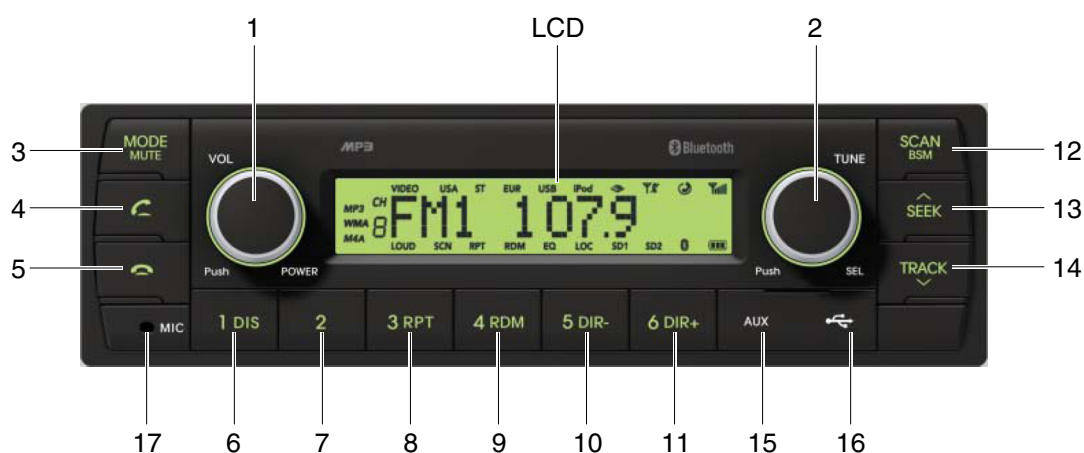 1 LCD 2
3 MODE MUTE
VOL
MP3
Bluetooth
TUNE
SCAN BSM 12
4
VIDEO USA ST EUR USB iPod
MP3 CH
WMA 8 FM1 107.9
M4A
LOUD SCN RPT RDM EQ LOC SD1 SD2
SEEK 13
5
Push POWER
Push SEL
TRACK 14
MIC
1 DIS 2 3 RPT 4 RDM 5 DIR- 6 DIR+ AUX
17 6 7 8 9 10 11 15 16